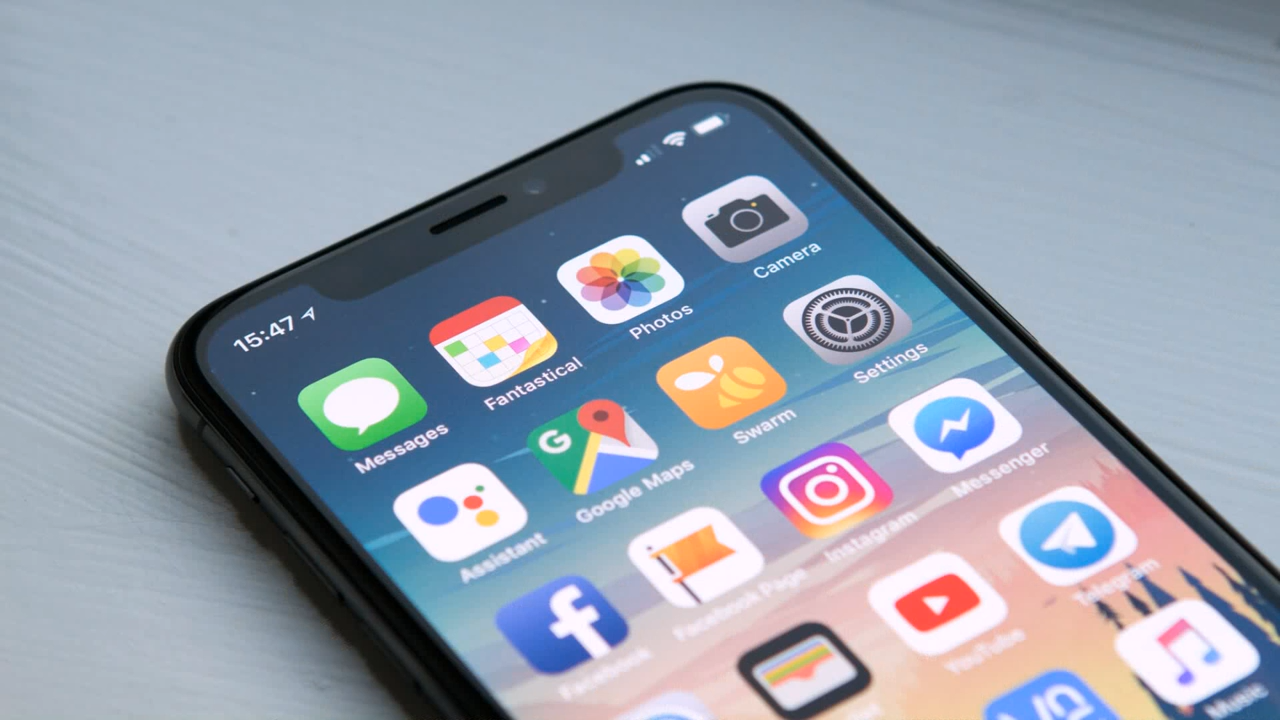 15:47
Messages
Fantastical
Photos
Camera
Assistant
G
Google Maps
Swarm
Settings
f
Facebook
Facebook Page
Instagram
Messenger
YouTube
Telegram
Music